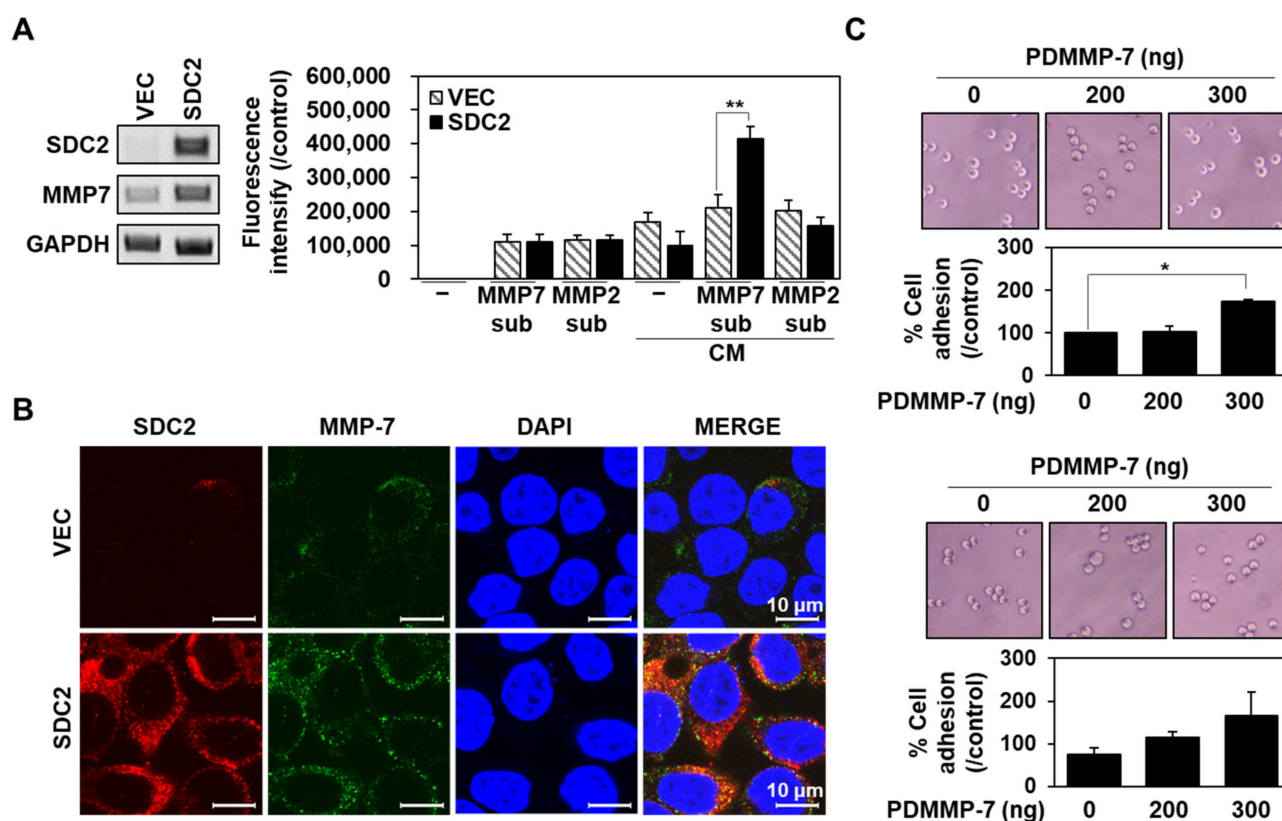 A
VEC
SDC2
SDC2
MMP7
GAPDH
Fluorescence
intensify (/control)
600,000
500,000
400,000
300,000
200,000
100,000
0
VEC
SDC2
**
–
MMP7
sub
MMP2
sub
–
MMP7
sub
MMP2
sub
CM
B
SDC2
MMP-7
DAPI
MERGE
VEC
10 µm
SDC2
10 µm
C
PDMMP-7 (ng)
0
200
300
% Cell
adhesion
(/control)
300
200
100
0
*
PDMMP-7 (ng)
0
200
300
PDMMP-7 (ng)
0
200
300
% Cell
adhesion
(/control)
300
200
100
0
PDMMP-7 (ng)
0
200
300